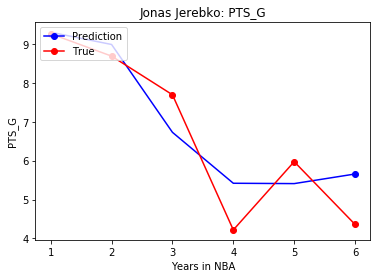 Jonas Jerebko: PTS_G
Prediction
True
9
8
7
6
5
4
PTS_G
1 2 3 4 5 6
Years in NBA